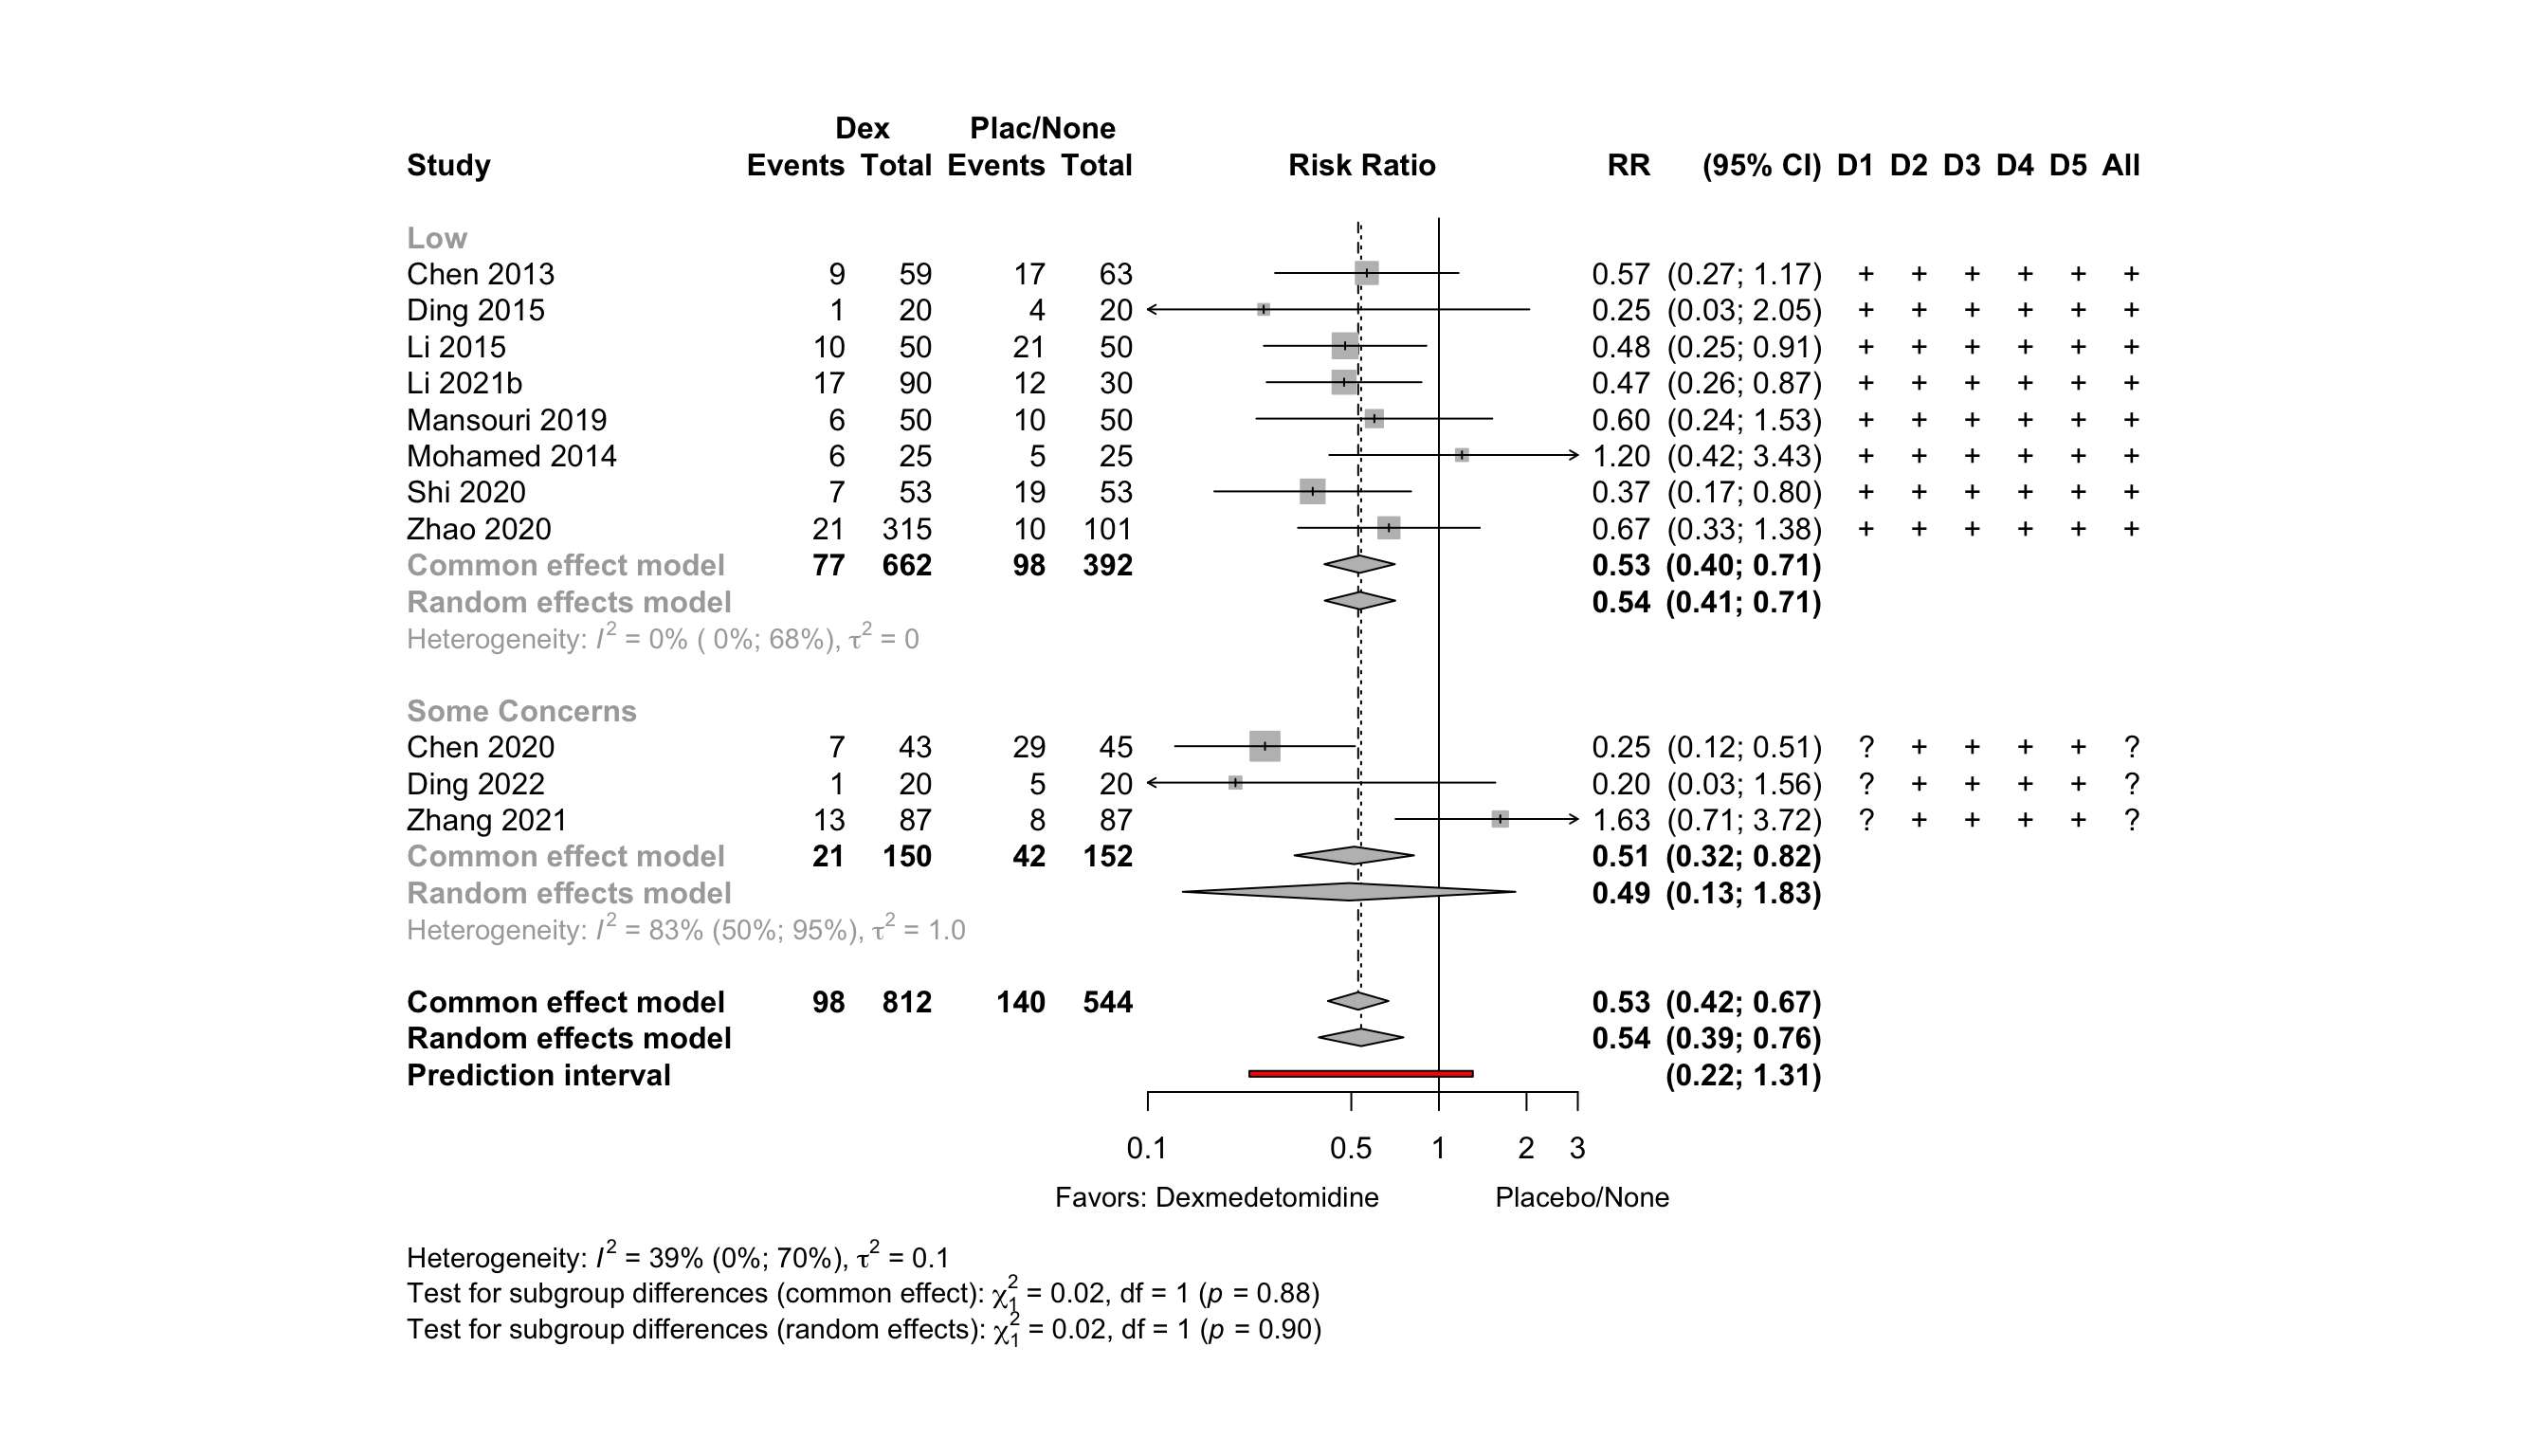 Dex Plac/None
Study Events Total Events Total Risk Ratio RR (95% CI) D1 D2 D3 D4 D5 All
Low
Chen 2013 9 59 17 63 0.57 (0.27; 1.17) + + + + + +
Ding 2015 1 20 4 20 0.25 (0.03; 2.05) + + + + + +
Li 2015 10 50 21 50 0.48 (0.25; 0.91) + + + + + +
Li 2021b 17 90 12 30 0.47 (0.26; 0.87) + + + + + +
Mansouri 2019 6 50 10 50 0.60 (0.24; 1.53) + + + + + +
Mohamed 2014 6 25 5 25 1.20 (0.42; 3.43) + + + + + +
Shi 2020 7 53 19 53 0.37 (0.17; 0.80) + + + + + +
Zhao 2020 21 315 10 101 0.67 (0.33; 1.38) + + + + + +
Common effect model 77 662 98 392 0.53 (0.40; 0.71)
Random effects model 0.54 (0.41; 0.71)
Heterogeneity: I² = 0% ( 0%; 68%), τ² = 0
Some Concerns
Chen 2020 7 43 29 45 0.25 (0.12; 0.51) ? + + + + ?
Ding 2022 1 20 5 20 0.20 (0.03; 1.56) ? + + + + ?
Zhang 2021 13 87 8 87 1.63 (0.71; 3.72) ? + + + + ?
Common effect model 21 150 42 152 0.51 (0.32; 0.82)
Random effects model 0.49 (0.13; 1.83)
Heterogeneity: I² = 83% (50%; 95%), τ² = 1.0
Common effect model 98 812 140 544 0.53 (0.42; 0.67)
Random effects model 0.54 (0.39; 0.76)
Prediction interval (0.22; 1.31)
0.1 0.5 1 2 3
Favors: Dexmedetomidine Placebo/None
Heterogeneity: I² = 39% (0%; 70%), τ² = 0.1
Test for subgroup differences (common effect): χ₁² = 0.02, df = 1 (p = 0.88)
Test for subgroup differences (random effects): χ₁² = 0.02, df = 1 (p = 0.90)